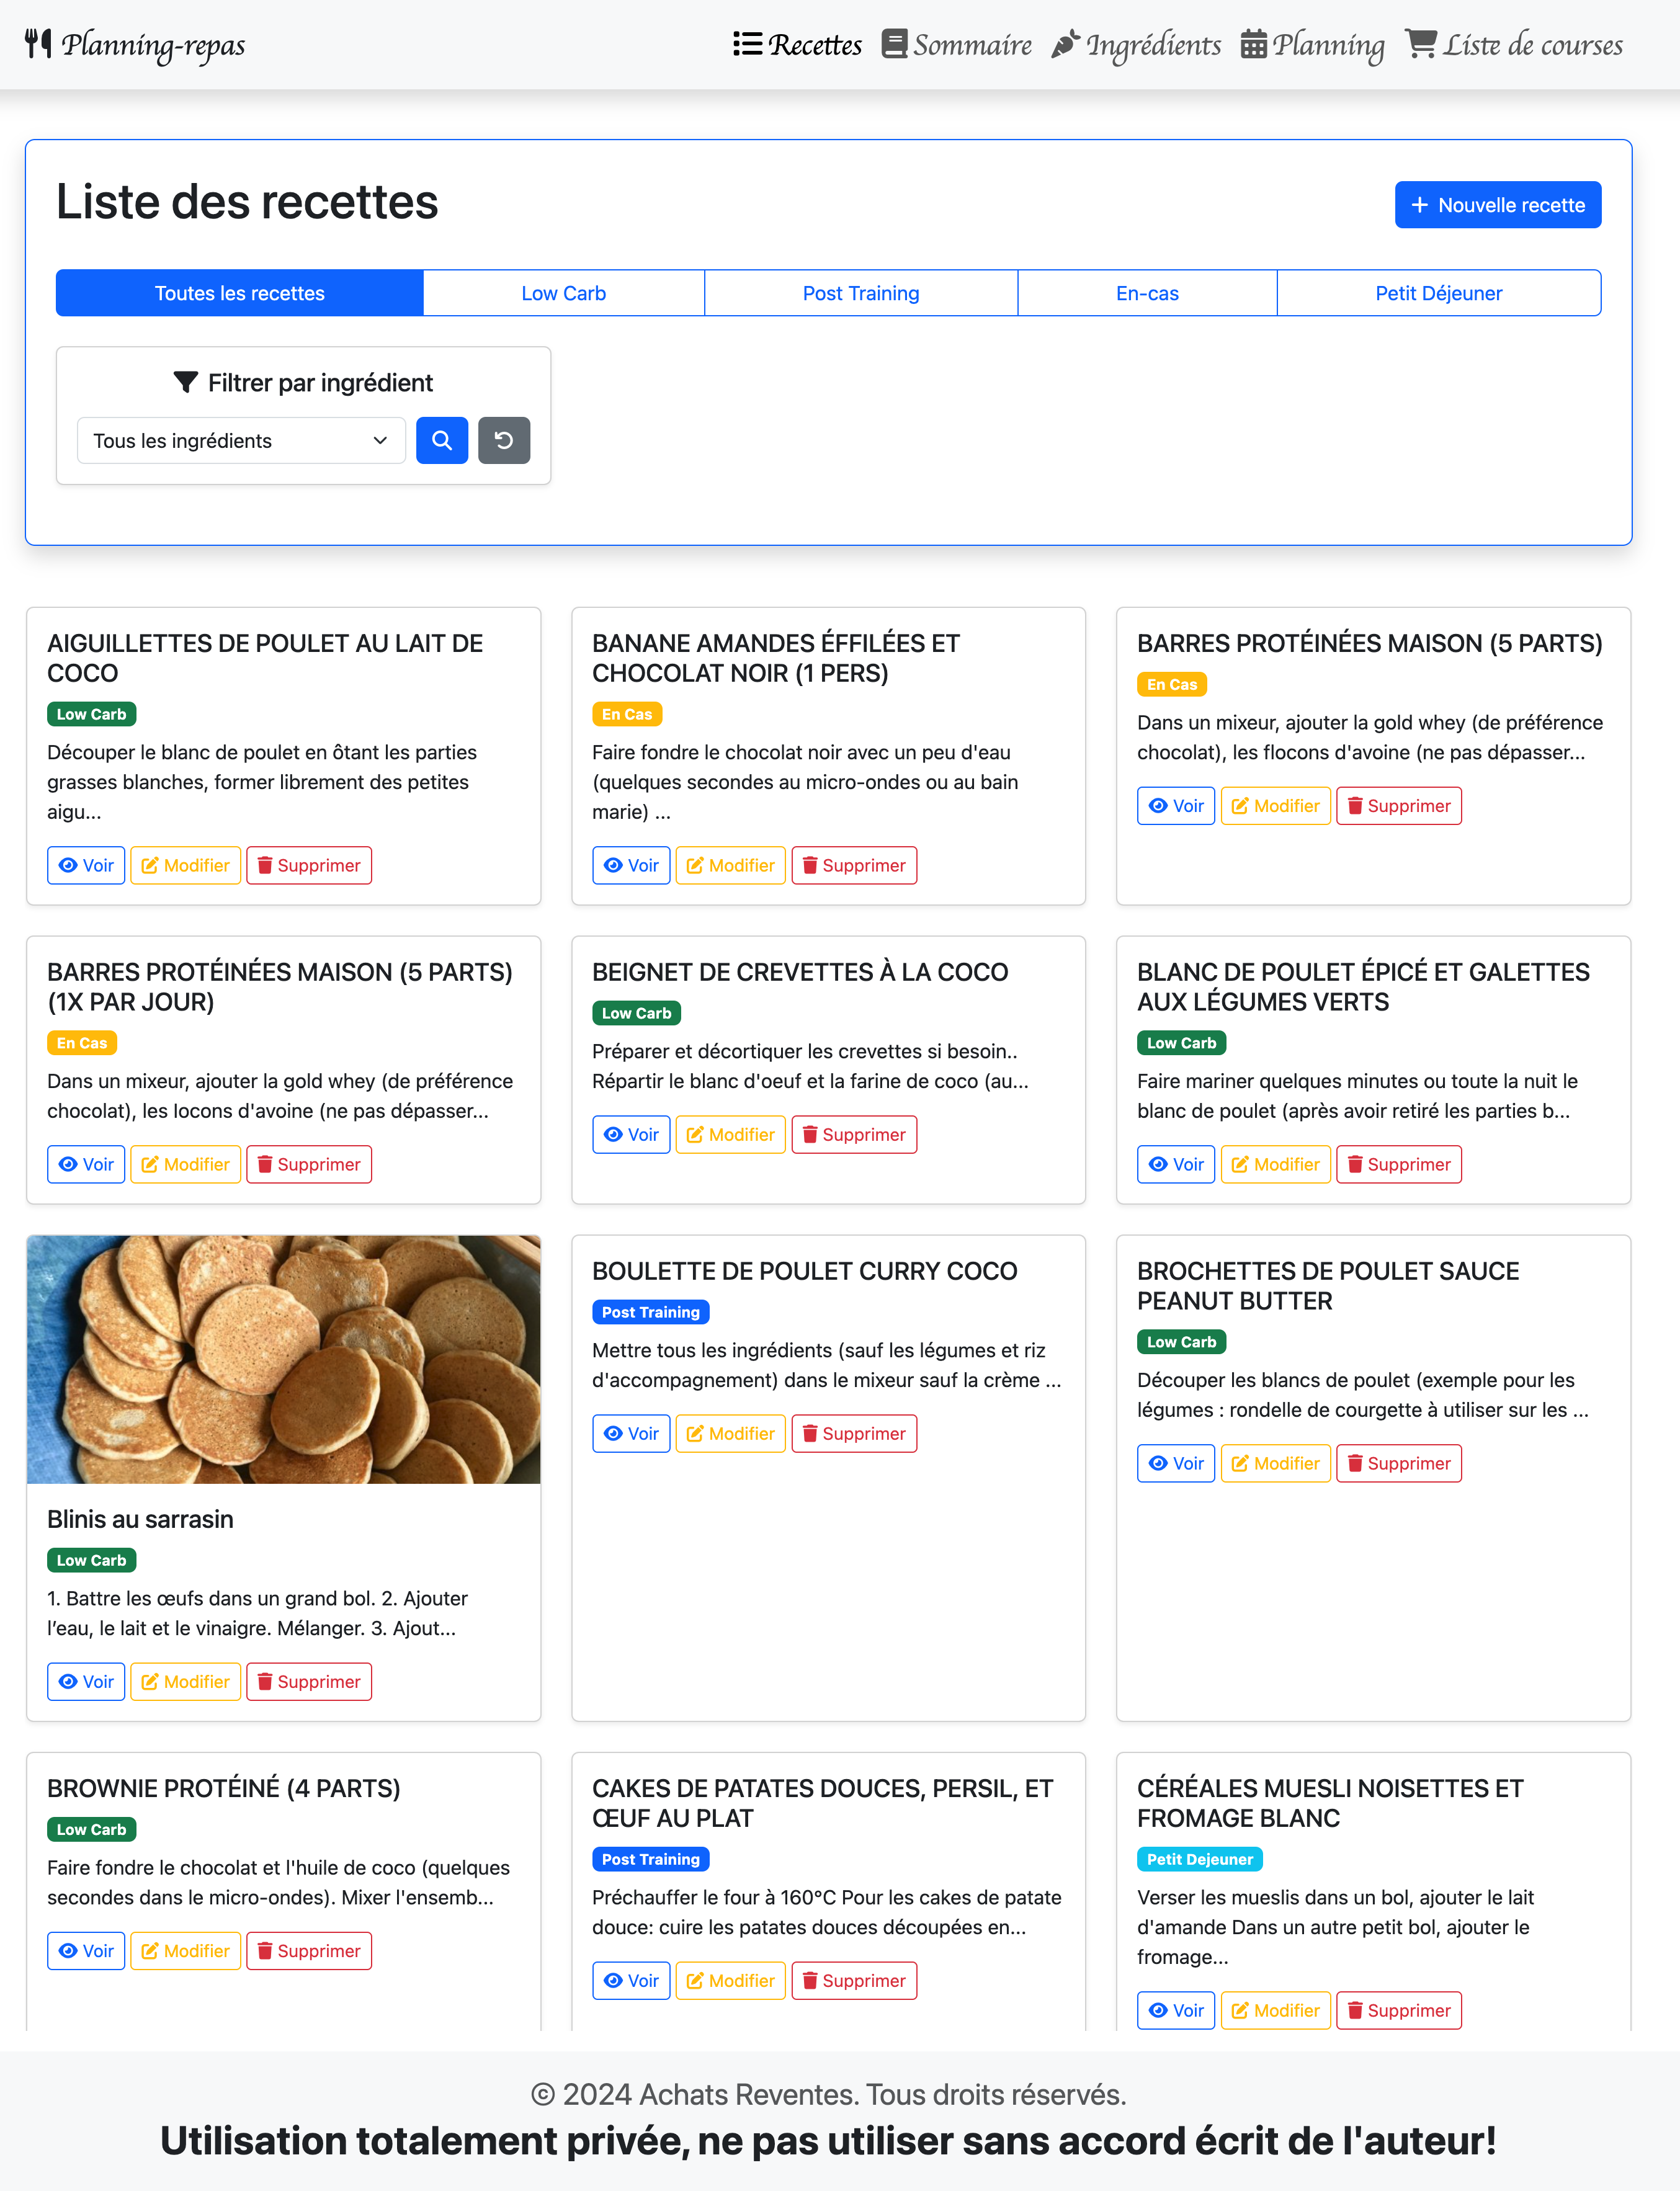 Planning-repas
Recettes
Sommaire
Ingrédients
Planning
Liste de courses
Liste des recettes
Nouvelle recette
Toutes les recettes
Low Carb
Post Training
En-cas
Petit Déjeuner
Filtrer par ingrédient
Tous les ingrédients
AIGUILLETTES DE POULET AU LAIT DE
COCO
Low Carb
Découper le blanc de poulet en ôtant les parties
grasses blanches, former librement des petites
aigu...
Voir
Modifier
Supprimer
BANANE AMANDES ÉFFILÉES ET
CHOCOLAT NOIR (1 PERS)
En Cas
Faire fondre le chocolat noir avec un peu d'eau
(quelques secondes au micro-ondes ou au bain
marie) ...
Voir
Modifier
Supprimer
BARRES PROTÉINÉES MAISON (5 PARTS)
En Cas
Dans un mixeur, ajouter la gold whey (de préférence
chocolat), les flocons d'avoine (ne pas dépasser...
Voir
Modifier
Supprimer
BARRES PROTÉINÉES MAISON (5 PARTS)
(1X PAR JOUR)
En Cas
Dans un mixeur, ajouter la gold whey (de préférence
chocolat), les locons d'avoine (ne pas dépasser...
Voir
Modifier
Supprimer
BEIGNET DE CREVETTES À LA COCO
Low Carb
Préparer et décortiquer les crevettes si besoin..
Répartir le blanc d'oeuf et la farine de coco (au...
Voir
Modifier
Supprimer
BLANC DE POULET ÉPICÉ ET GALETTES
AUX LÉGUMES VERTS
Low Carb
Faire mariner quelques minutes ou toute la nuit le
blanc de poulet (après avoir retiré les parties b...
Voir
Modifier
Supprimer
Blinis au sarrasin
Low Carb
1. Battre les œufs dans un grand bol. 2. Ajouter
l’eau, le lait et le vinaigre. Mélanger. 3. Ajout...
Voir
Modifier
Supprimer
BOULETTE DE POULET CURRY COCO
Post Training
Mettre tous les ingrédients (sauf les légumes et riz
d'accompagnement) dans le mixeur sauf la crème ...
Voir
Modifier
Supprimer
BROCHETTES DE POULET SAUCE
PEANUT BUTTER
Low Carb
Découper les blancs de poulet (exemple pour les
légumes : rondelle de courgette à utiliser sur les ...
Voir
Modifier
Supprimer
BROWNIE PROTÉINÉ (4 PARTS)
Low Carb
Faire fondre le chocolat et l'huile de coco (quelques
secondes dans le micro-ondes). Mixer l'ensemb...
Voir
Modifier
Supprimer
CAKES DE PATATES DOUCES, PERSIL, ET
ŒUF AU PLAT
Post Training
Préchauffer le four à 160°C Pour les cakes de patate
douce: cuire les patates douces découpées en...
Voir
Modifier
Supprimer
CÉRÉALES MUESLI NOISETTES ET
FROMAGE BLANC
Petit Dejeuner
Verser les mueslis dans un bol, ajouter le lait
d'amande Dans un autre petit bol, ajouter le
fromage...
Voir
Modifier
Supprimer
© 2024 Achats Reventes. Tous droits réservés.
Utilisation totalement privée, ne pas utiliser sans accord écrit de l'auteur!